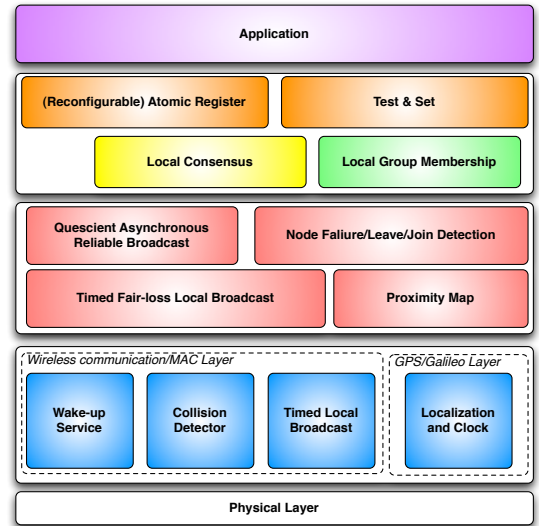 Application
(Reconfigurable) Atomic Register
Test & Set
Local Consensus
Local Group Membership
Quescient Asynchronous
Reliable Broadcast
Node Faliure/Leave/Join Detection
Timed Fair-loss Local Broadcast
Proximity Map
Wireless communication/MAC Layer
GPS/Galileo Layer
Wake-up
Service
Collision
Detector
Timed Local
Broadcast
Localization
and Clock
Physical Layer